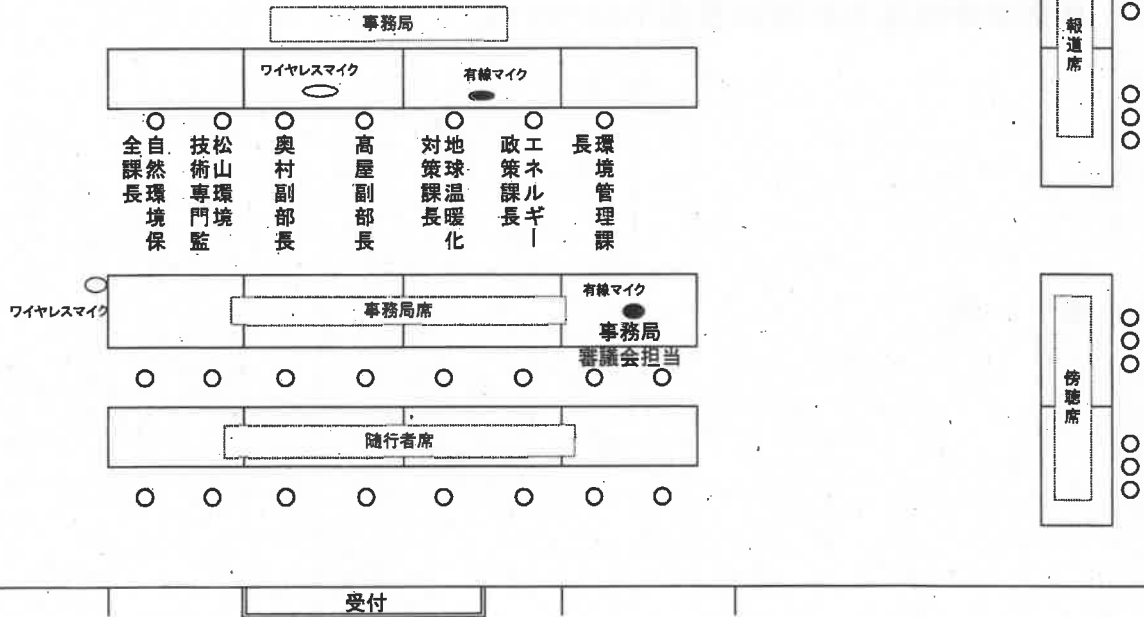 事務局
ワイヤレスマイク
有線マイク
自然環境保
全課長
松山環境
技術専門監
奥村副部長
髙屋副部長
地球温暖化
対策課長
エネルギー
政策課長
環境管理課
長
報道席
ワイヤレスマイク
事務局席
有線マイク
事務局
審議会担当
随行者席
傍聴席
受付